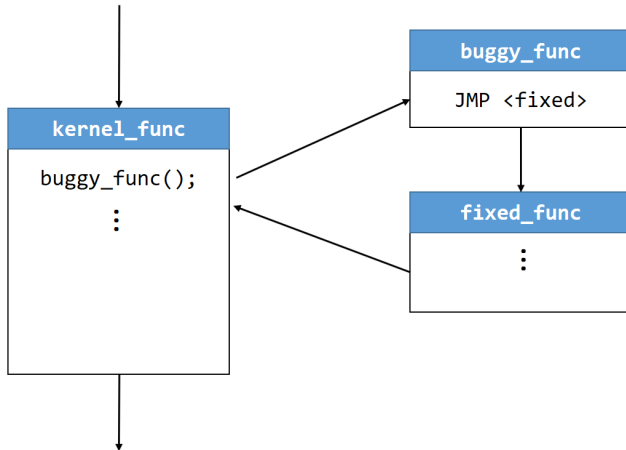 buggy_func
JMP <fixed>
kernel_func
buggy_func();
⋮
fixed_func
⋮